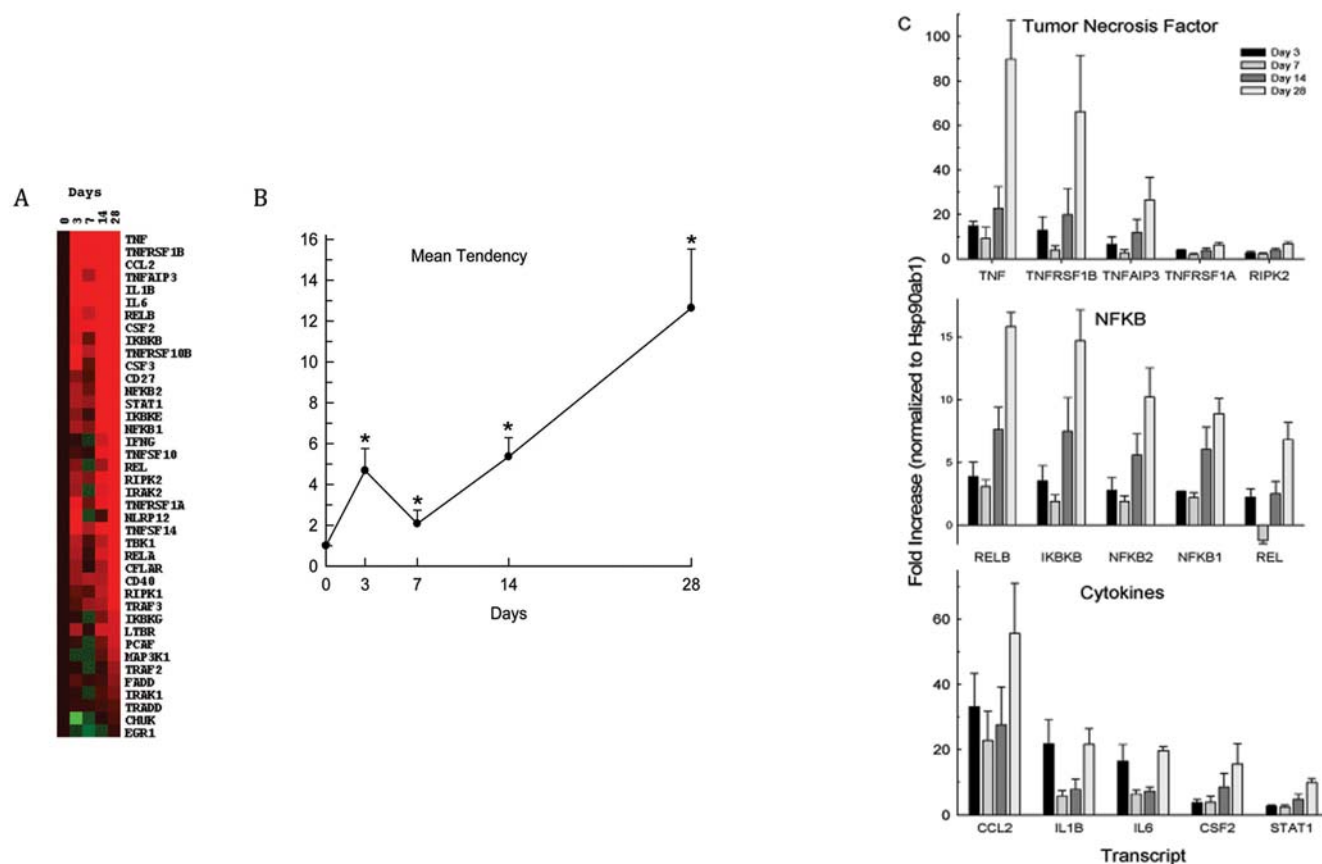 A
Days
0 3 7 14 28
TNF
TNFRSF1B
CCL2
TNFAIP3
IL1B
IL6
RELB
CSF2
IKBKB
TNFRSF10B
CSF3
CD27
NFKB2
STAT1
IKBKE
NFKB1
IFNG
TNFSF10
REL
RIPK2
IRAK2
TNFRSF1A
NLRP12
TNFSF14
TBK1
RELA
CFLAR
CD40
RIPK1
TRAF3
IKBKG
LTBR
PCAF
MAP3K1
TRAF2
FADD
IRAK1
TRADD
CHUK
EGR1
B
Mean Tendency
16
14
12
10
8
6
4
2
0
* * * *
0 3 7 14 28
Days
C
Tumor Necrosis Factor
Day 3
Day 7
Day 14
Day 28
100
80
60
40
20
0
TNF TNFRSF1B TNFAIP3 TNFRSF1A RIPK2
Fold Increase (normalized to Hsp90ab1)
NFKB
15
10
5
0
RELB IKBKB NFKB2 NFKB1 REL
Cytokines
60
40
20
0
CCL2 IL1B IL6 CSF2 STAT1
Transcript